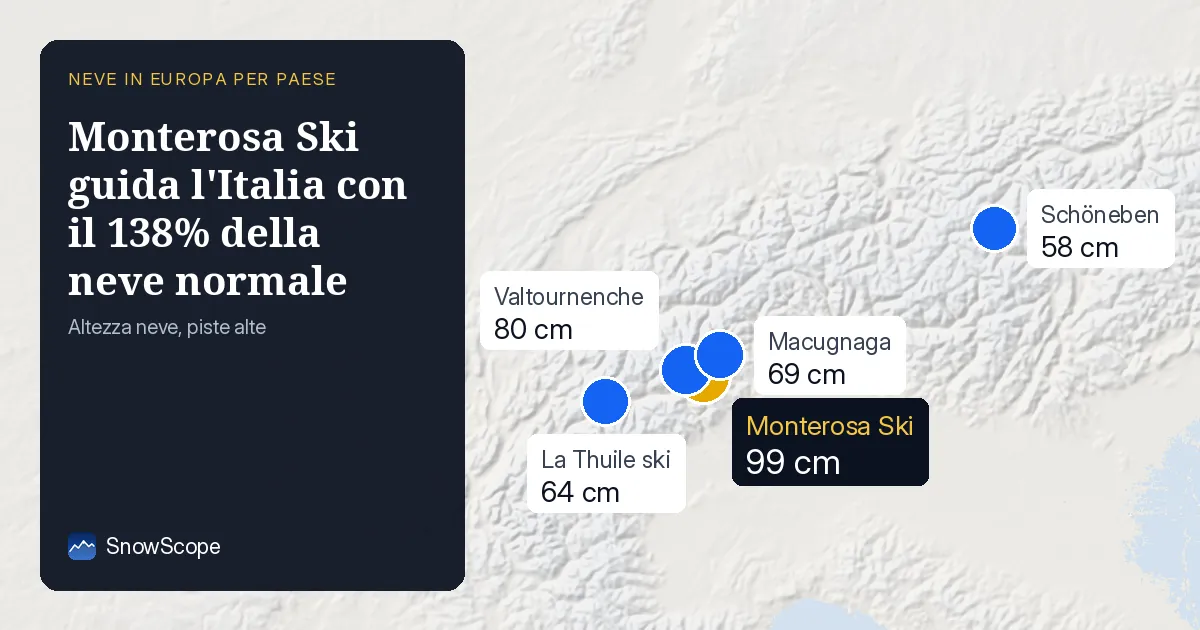 NEVE IN EUROPA PER PAESE
Monterosa Ski
guida l'Italia con
il 138% della
neve normale
Altezza neve, piste alte
SnowScope
Schöneben
58 cm
Valtournenche
80 cm
Macugnaga
69 cm
Monterosa Ski
99 cm
La Thuile ski
64 cm